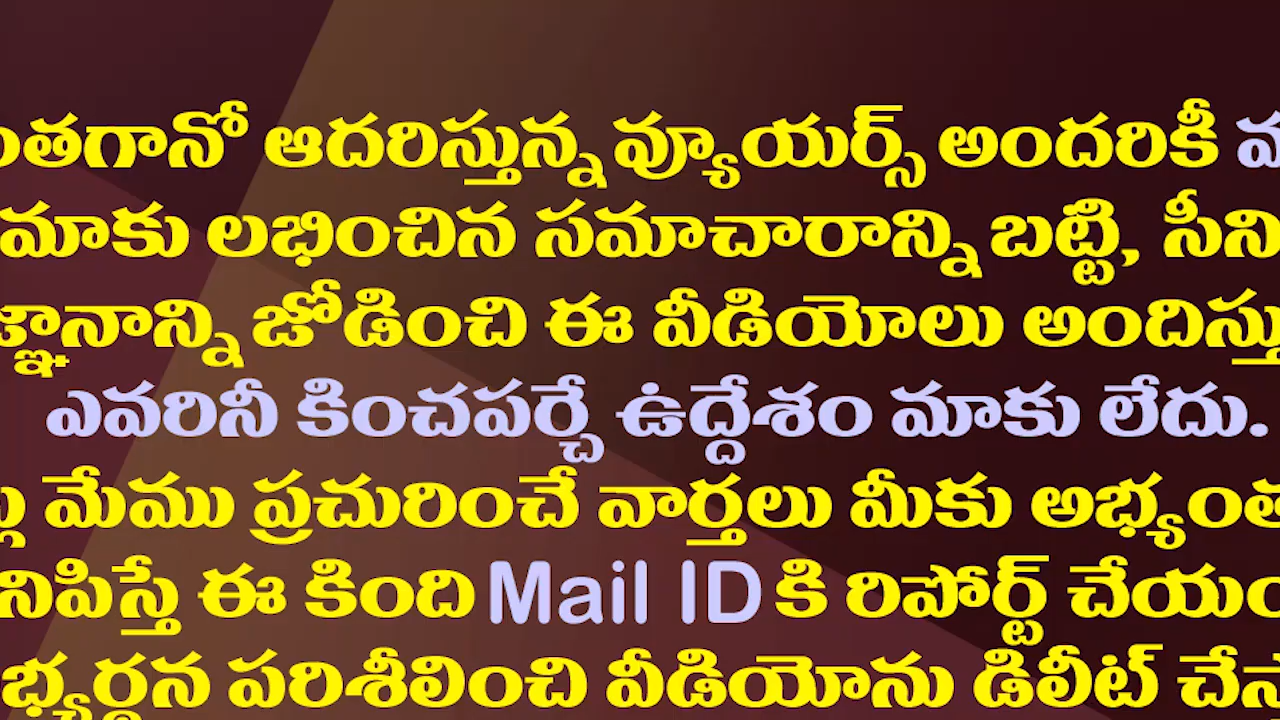 ంతగానో ఆదరిస్తున్న వ్యూయర్స్ అందరికీ
మాకు లభించిన సమాచారాన్ని బట్టి, సీని
జ్ఞానాన్ని జోడించి ఈ వీడియోలు అందిస్తు
ఎవరినీ కించపర్చే ఉద్దేశం మాకు లేదు.
మేము ప్రచురించే వార్తలు మీకు అభ్యంత
నిపిస్తే ఈ కింది Mail ID కి రిపోర్ట్ చేయం
భ్యర్థన పరిశీలించి వీడియోను డిలీట్ చేస